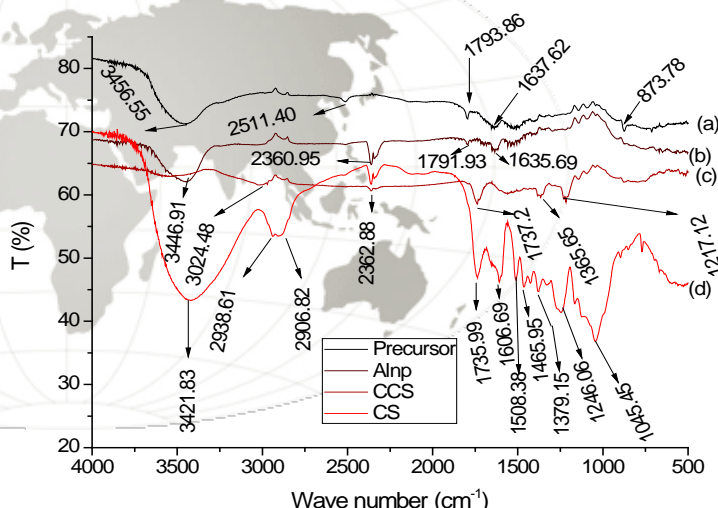 1793.86
1637.62
873.78
3456.55
2511.40
2360.95
1791.93
1635.69
(a)
(b)
(c)
(d)
3446.91
3024.48
2938.61
2906.82
2362.88
1737.2
1365.65
1217.12
3421.83
1735.99
1606.69
1508.38
1465.95
1379.15
1246.06
1045.45
Precursor
Alnp
CCS
CS
T (%)
80
70
60
50
40
30
20
4000 3500 3000 2500 2000 1500 1000 500
Wave number (cm⁻¹)